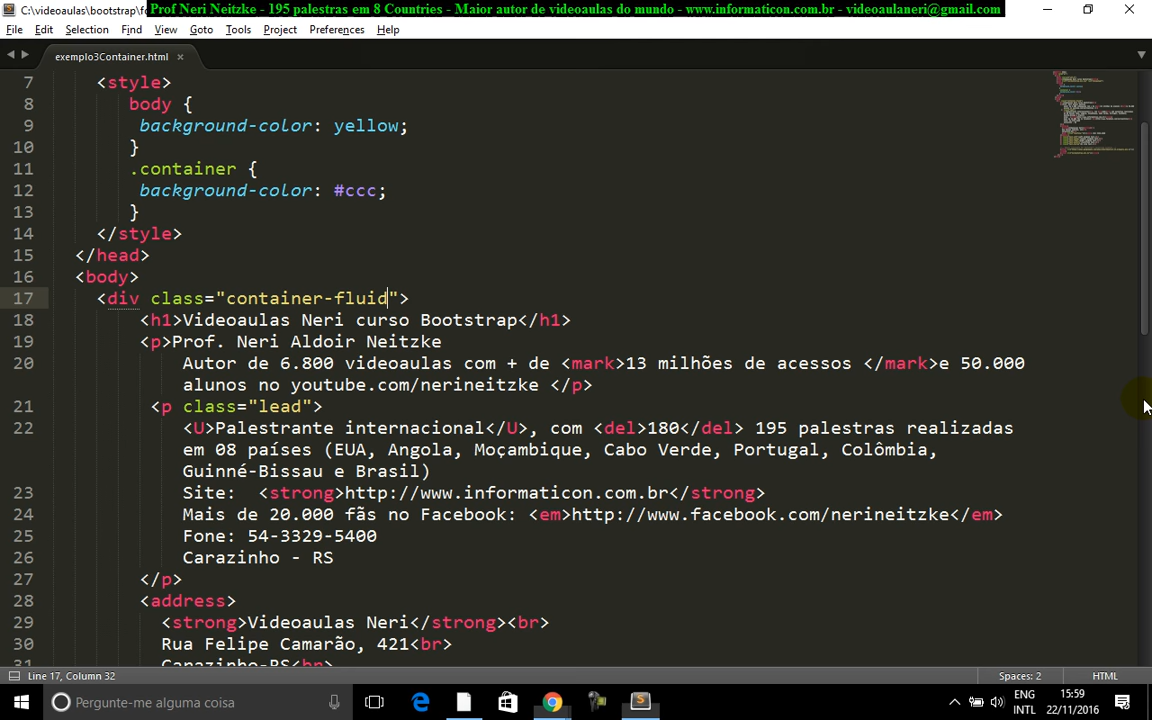 C:\videoaulas\bootstrap\
Prof Neri Neitzke - 195 palestras em 8 Countries - Maior autor de videoaulas do mundo - www.informaticon.com.br - videoaulaneri@gmail.com
File Edit Selection Find View Goto Tools Project Preferences Help
exemplo3Container.html ×
7 <style>
8 body {
9 background-color: yellow;
10 }
11 .container {
12 background-color: #ccc;
13 }
14 </style>
15 </head>
16 <body>
17 <div class="container-fluid">
18 <h1>Videoaulas Neri curso Bootstrap</h1>
19 <p>Prof. Neri Aldoir Neitzke
20 Autor de 6.800 videoaulas com + de <mark>13 milhões de acessos </mark>e 50.000
alunos no youtube.com/nerineitzke </p>
21 <p class="lead">
22 <U>Palestrante internacional</U>, com <del>180</del> 195 palestras realizadas
em 08 países (EUA, Angola, Moçambique, Cabo Verde, Portugal, Colômbia,
Guinné-Bissau e Brasil)
23 Site:  <strong>http://www.informaticon.com.br</strong>
24 Mais de 20.000 fãs no Facebook: <em>http://www.facebook.com/nerineitzke</em>
25 Fone: 54-3329-5400
26 Carazinho - RS
27 </p>
28 <address>
29 <strong>Videoaulas Neri</strong><br>
30 Rua Felipe Camarão, 421<br>
31 Carazinho-RS<br>
Line 17, Column 32 Spaces: 2 HTML
Pergunte-me alguma coisa
ENG 15:59
INTL 22/11/2016